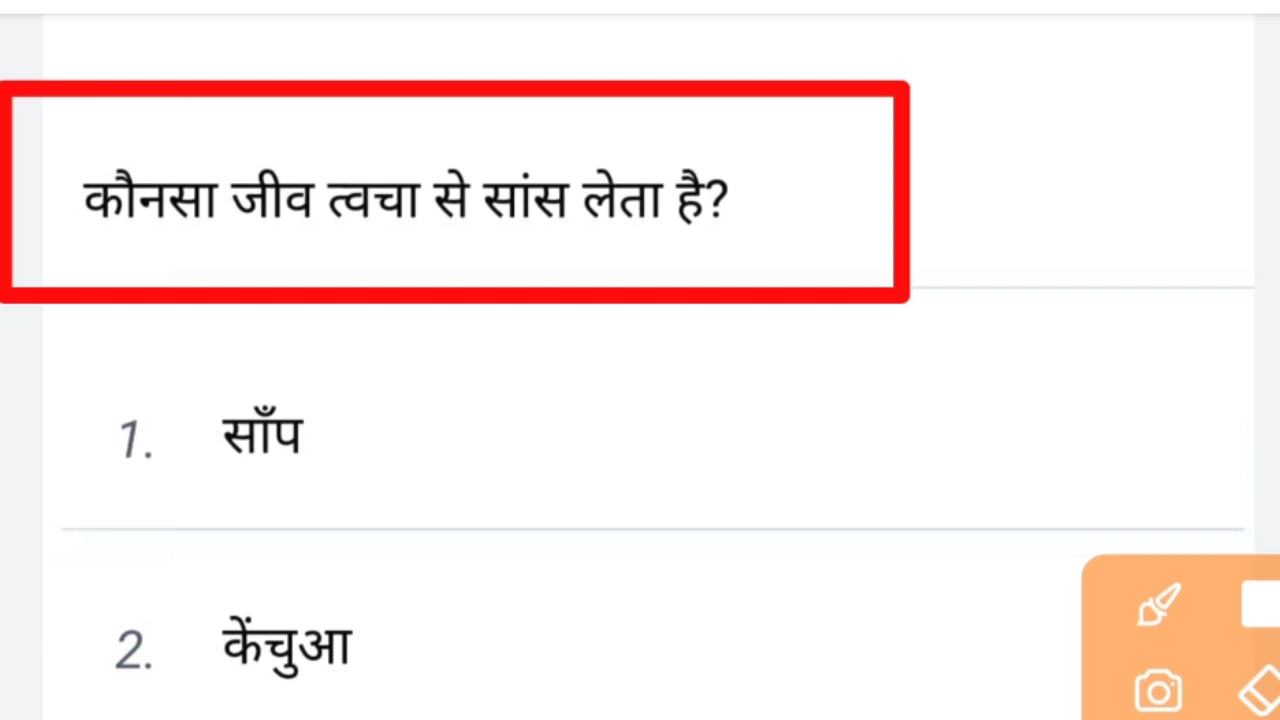 कौनसा जीव त्वचा से सांस लेता है?
1. साँप
2. केंचुआ